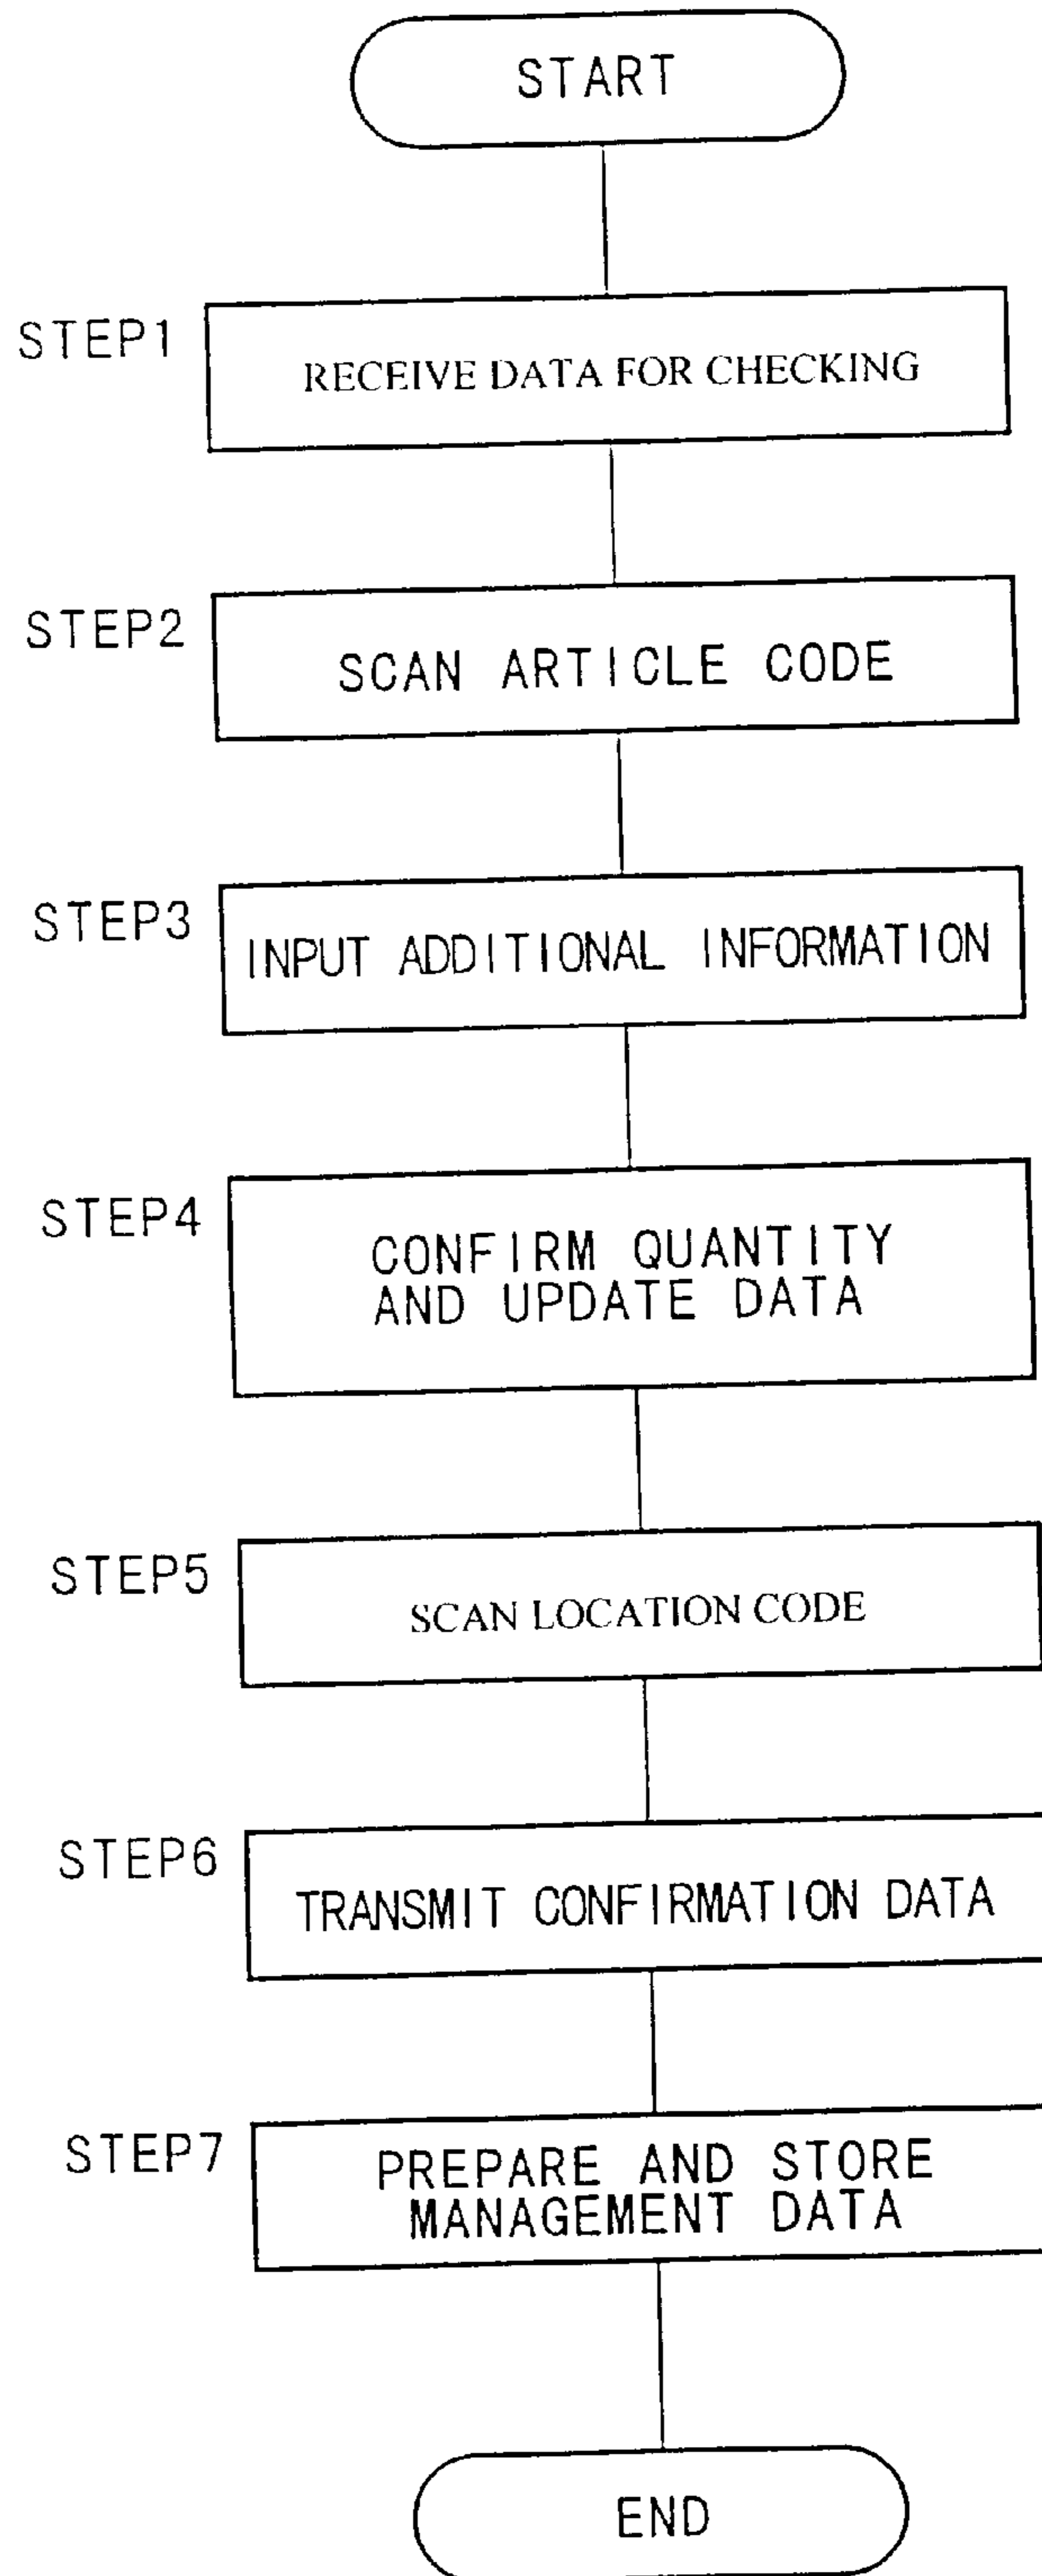 START
STEP1
RECEIVE DATA FOR CHECKING
STEP2
SCAN ARTICLE CODE
STEP3
INPUT ADDITIONAL INFORMATION
STEP4
CONFIRM QUANTITY
AND UPDATE DATA
STEP5
SCAN LOCATION CODE
STEP6
TRANSMIT CONFIRMATION DATA
STEP7
PREPARE AND STORE
MANAGEMENT DATA
END